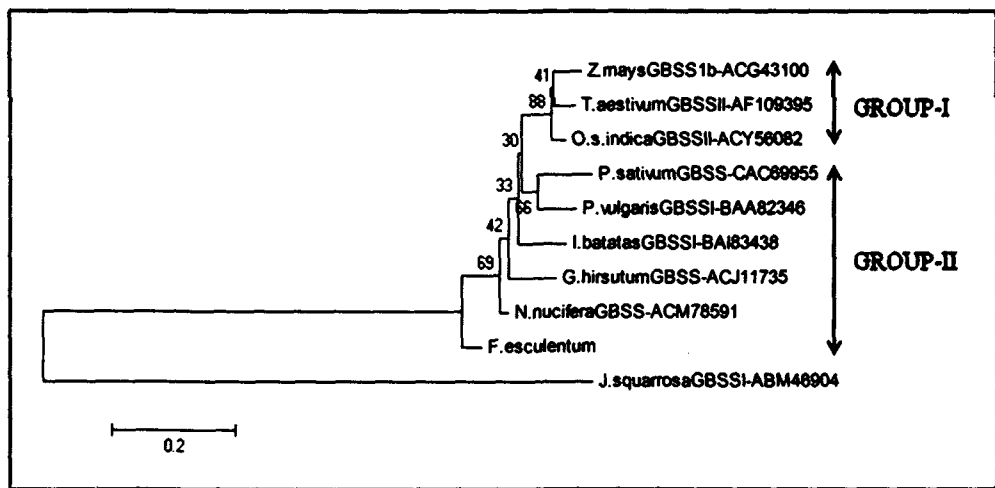 41
Z.maysGBSS1b-ACG43100
88
T.aestivumGBSSII-AF109395
GROUP-I
30
O.s.indicaGBSSII-ACY56082
33
P.sativumGBSS-CAC69955
66
P.vulgarisGBSSI-BAA82346
42
I.batatasGBSSI-BAI83438
69
G.hirsutumGBSS-ACJ11735
GROUP-II
N.nuciferaGBSS-ACM78591
F.esculentum
J.squarrosaGBSSI-ABM46904
0.2